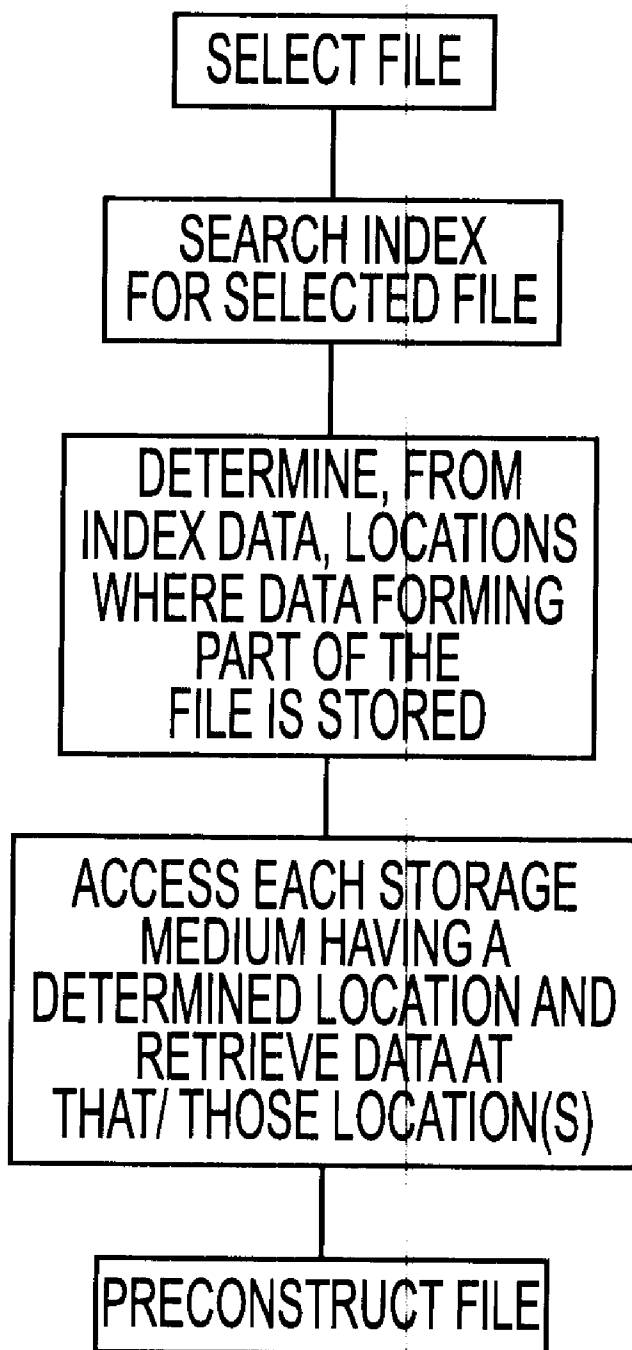 SELECT FILE
SEARCH INDEX
FOR SELECTED FILE
DETERMINE, FROM
INDEX DATA, LOCATIONS
WHERE DATA FORMING
PART OF THE
FILE IS STORED
ACCESS EACH STORAGE
MEDIUM HAVING A
DETERMINED LOCATION AND
RETRIEVE DATA AT
THAT/ THOSE LOCATION(S)
PRECONSTRUCT FILE